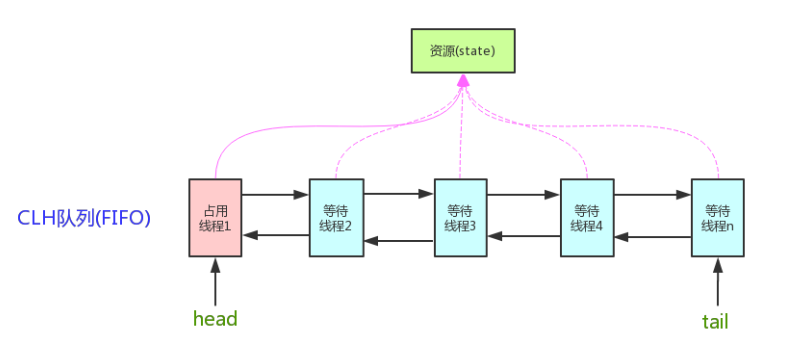 资源(state)
CLH队列(FIFO)
占用
线程1
等待
线程2
等待
线程3
等待
线程4
等待
线程n
head
tail